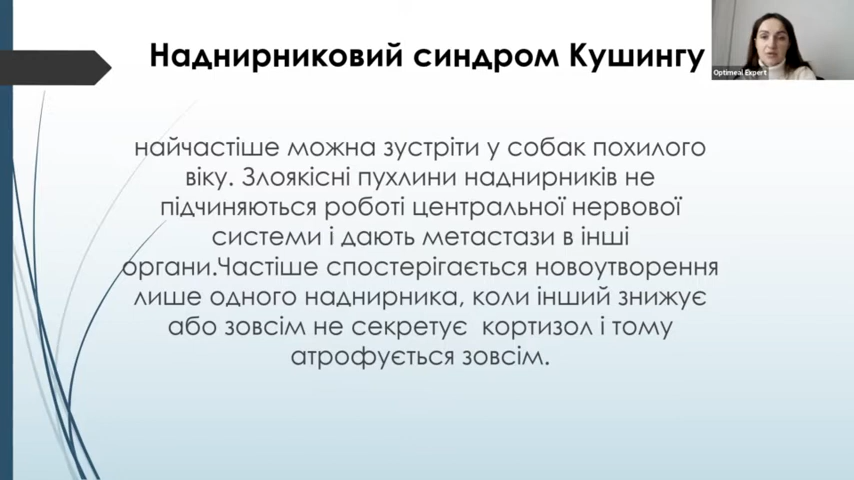 Наднирниковий синдром Кушингу
Optimeal Expert
найчастіше можна зустріти у собак похилого
віку. Злоякісні пухлини наднирників не
підчиняються роботі центральної нервової
системи і дають метастази в інші
органи.Частіше спостерігається новоутворення
лише одного наднирника, коли інший знижує
або зовсім не секретує  кортизол і тому
атрофується зовсім.